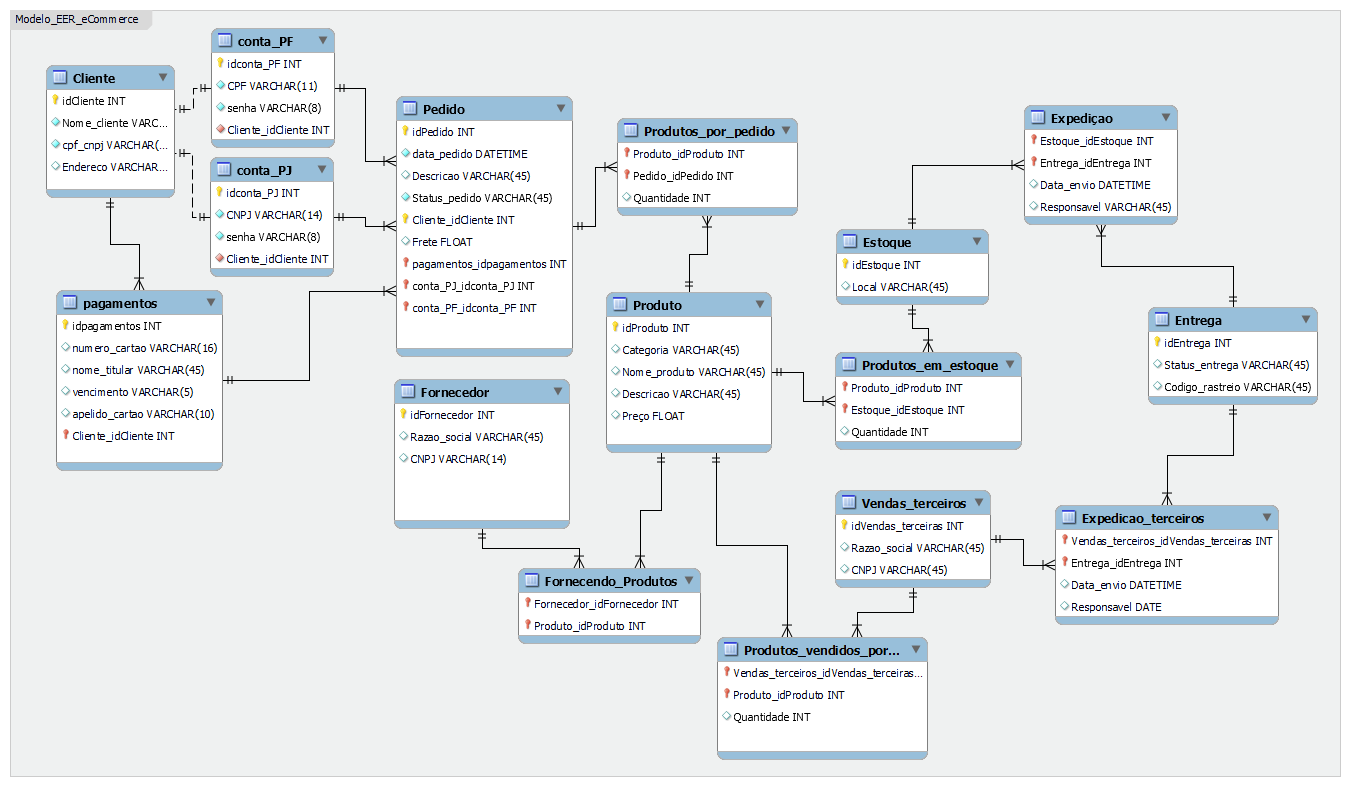 Modelo_EER_eCommerce
Cliente
idCliente INT
Nome_cliente VARC...
cpf_cnpj VARCHAR(...
Endereco VARCHAR...
conta_PF
idconta_PF INT
CPF VARCHAR(11)
senha VARCHAR(8)
Cliente_idCliente INT
conta_PJ
idconta_PJ INT
CNPJ VARCHAR(14)
senha VARCHAR(8)
Cliente_idCliente INT
pagamentos
idpagamentos INT
numero_cartao VARCHAR(16)
nome_titular VARCHAR(45)
vencimento VARCHAR(5)
apelido_cartao VARCHAR(10)
Cliente_idCliente INT
Pedido
idPedido INT
data_pedido DATETIME
Descricao VARCHAR(45)
Status_pedido VARCHAR(45)
Cliente_idCliente INT
Frete FLOAT
pagamentos_idpagamentos INT
conta_PJ_idconta_PJ INT
conta_PF_idconta_PF INT
Fornecedor
idFornecedor INT
Razao_social VARCHAR(45)
CNPJ VARCHAR(14)
Produtos_por_pedido
Produto_idProduto INT
Pedido_idPedido INT
Quantidade INT
Produto
idProduto INT
Categoria VARCHAR(45)
Nome_produto VARCHAR(45)
Descricao VARCHAR(45)
Preço FLOAT
Fornecendo_Produtos
Fornecedor_idFornecedor INT
Produto_idProduto INT
Estoque
idEstoque INT
Local VARCHAR(45)
Produtos_em_estoque
Produto_idProduto INT
Estoque_idEstoque INT
Quantidade INT
Vendas_terceiros
idVendas_terceiras INT
Razao_social VARCHAR(45)
CNPJ VARCHAR(45)
Produtos_vendidos_por...
Vendas_terceiros_idVendas_terceiras...
Produto_idProduto INT
Quantidade INT
Expediçao
Estoque_idEstoque INT
Entrega_idEntrega INT
Data_envio DATETIME
Responsavel VARCHAR(45)
Entrega
idEntrega INT
Status_entrega VARCHAR(45)
Codigo_rastreio VARCHAR(45)
Expedicao_terceiros
Vendas_terceiros_idVendas_terceiras INT
Entrega_idEntrega INT
Data_envio DATETIME
Responsavel DATE